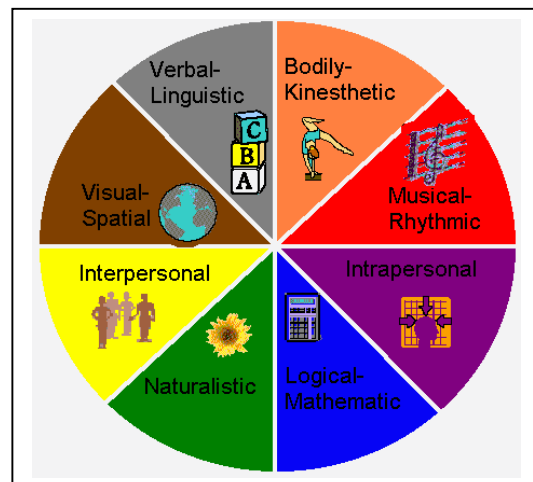 Verbal-
Linguistic
Bodily-
Kinesthetic
C
B
A
Musical-
Rhythmic
Visual-
Spatial
Interpersonal
Intrapersonal
Naturalistic
Logical-
Mathematic